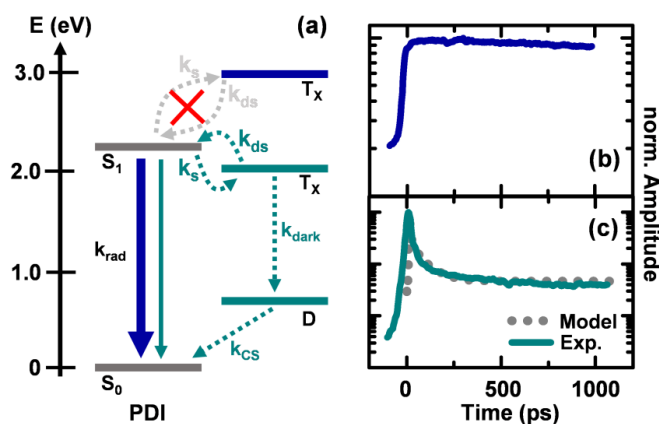 E (eV)
(a)
3.0
k_s
k_ds
T_X
S_1
k_ds
2.0
k_s
T_X
k_rad
k_dark
1.0
D
k_CS
0
S_0
PDI
(b)
(c)
Model
Exp.
0
500
1000
Time (ps)
norm. Amplitude